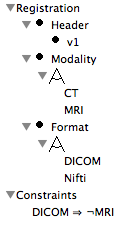 Registration
Header
v1
Modality
CT
MRI
Format
DICOM
Nifti
Constraints
DICOM ⇒ ¬MRI